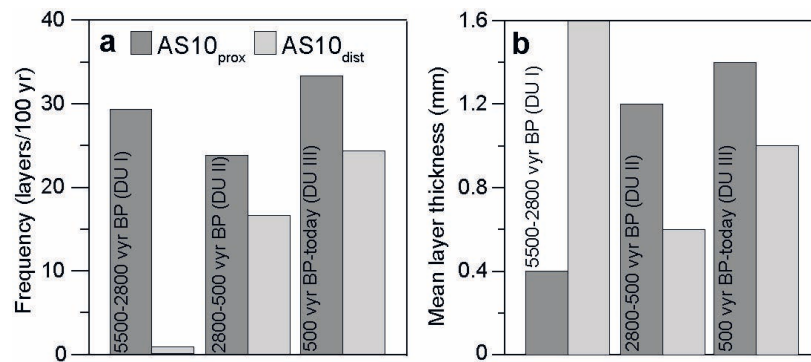 a
AS10prox
AS10dist
Frequency (layers/100 yr)
40
30
20
10
0
5500-2800 vyr BP (DU I)
2800-500 vyr BP (DU II)
500 vyr BP-today (DU III)
b
Mean layer thickness (mm)
1.6
1.2
0.8
0.4
0
5500-2800 vyr BP (DU I)
2800-500 vyr BP (DU II)
500 vyr BP-today (DU III)